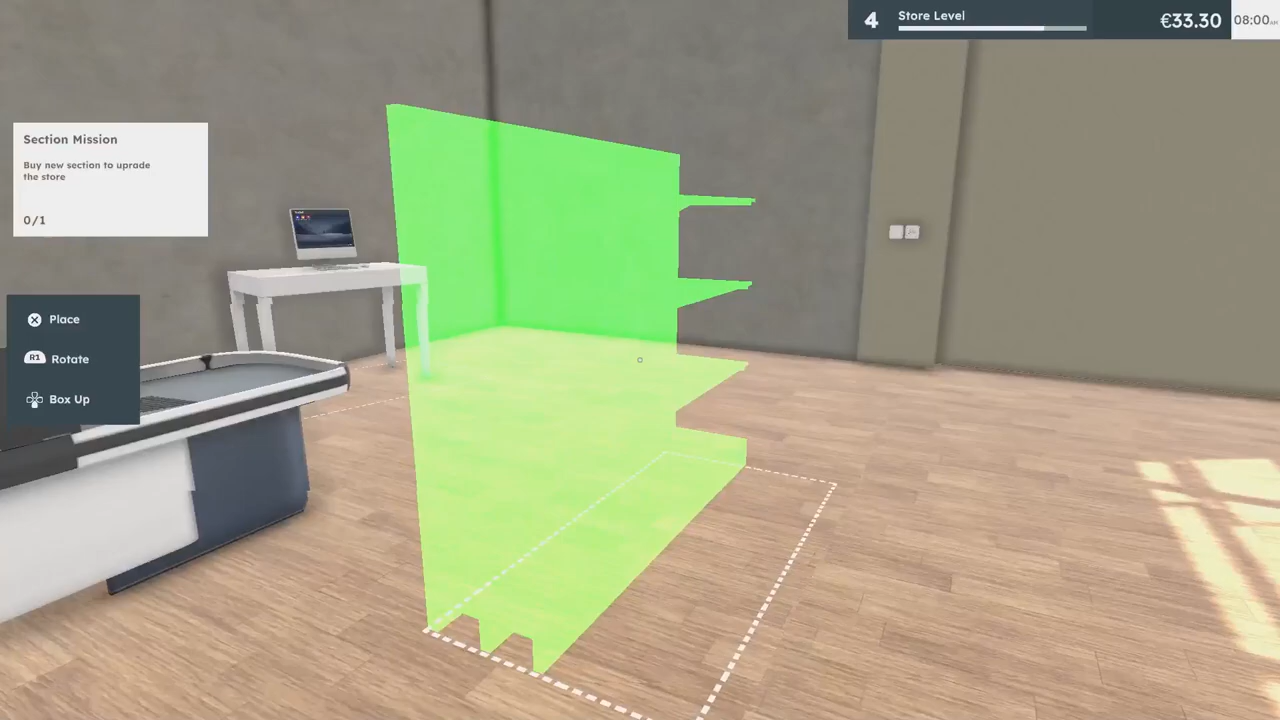 4 Store Level €33.30 08:00 AM
Section Mission
Buy new section to uprade
the store
0/1
Place
R1 Rotate
Box Up